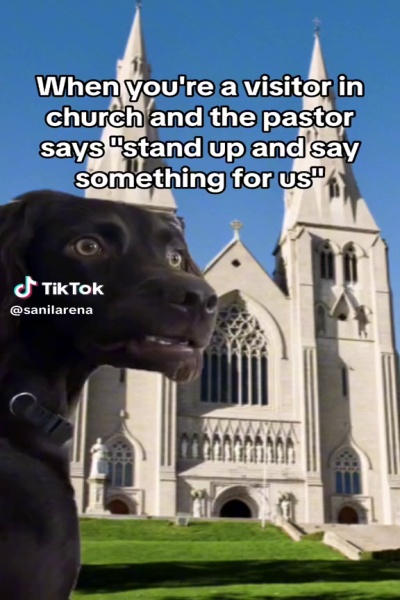 When you're a visitor in
church and the pastor
says "stand up and say
something for us"
TikTok
@sanilarena